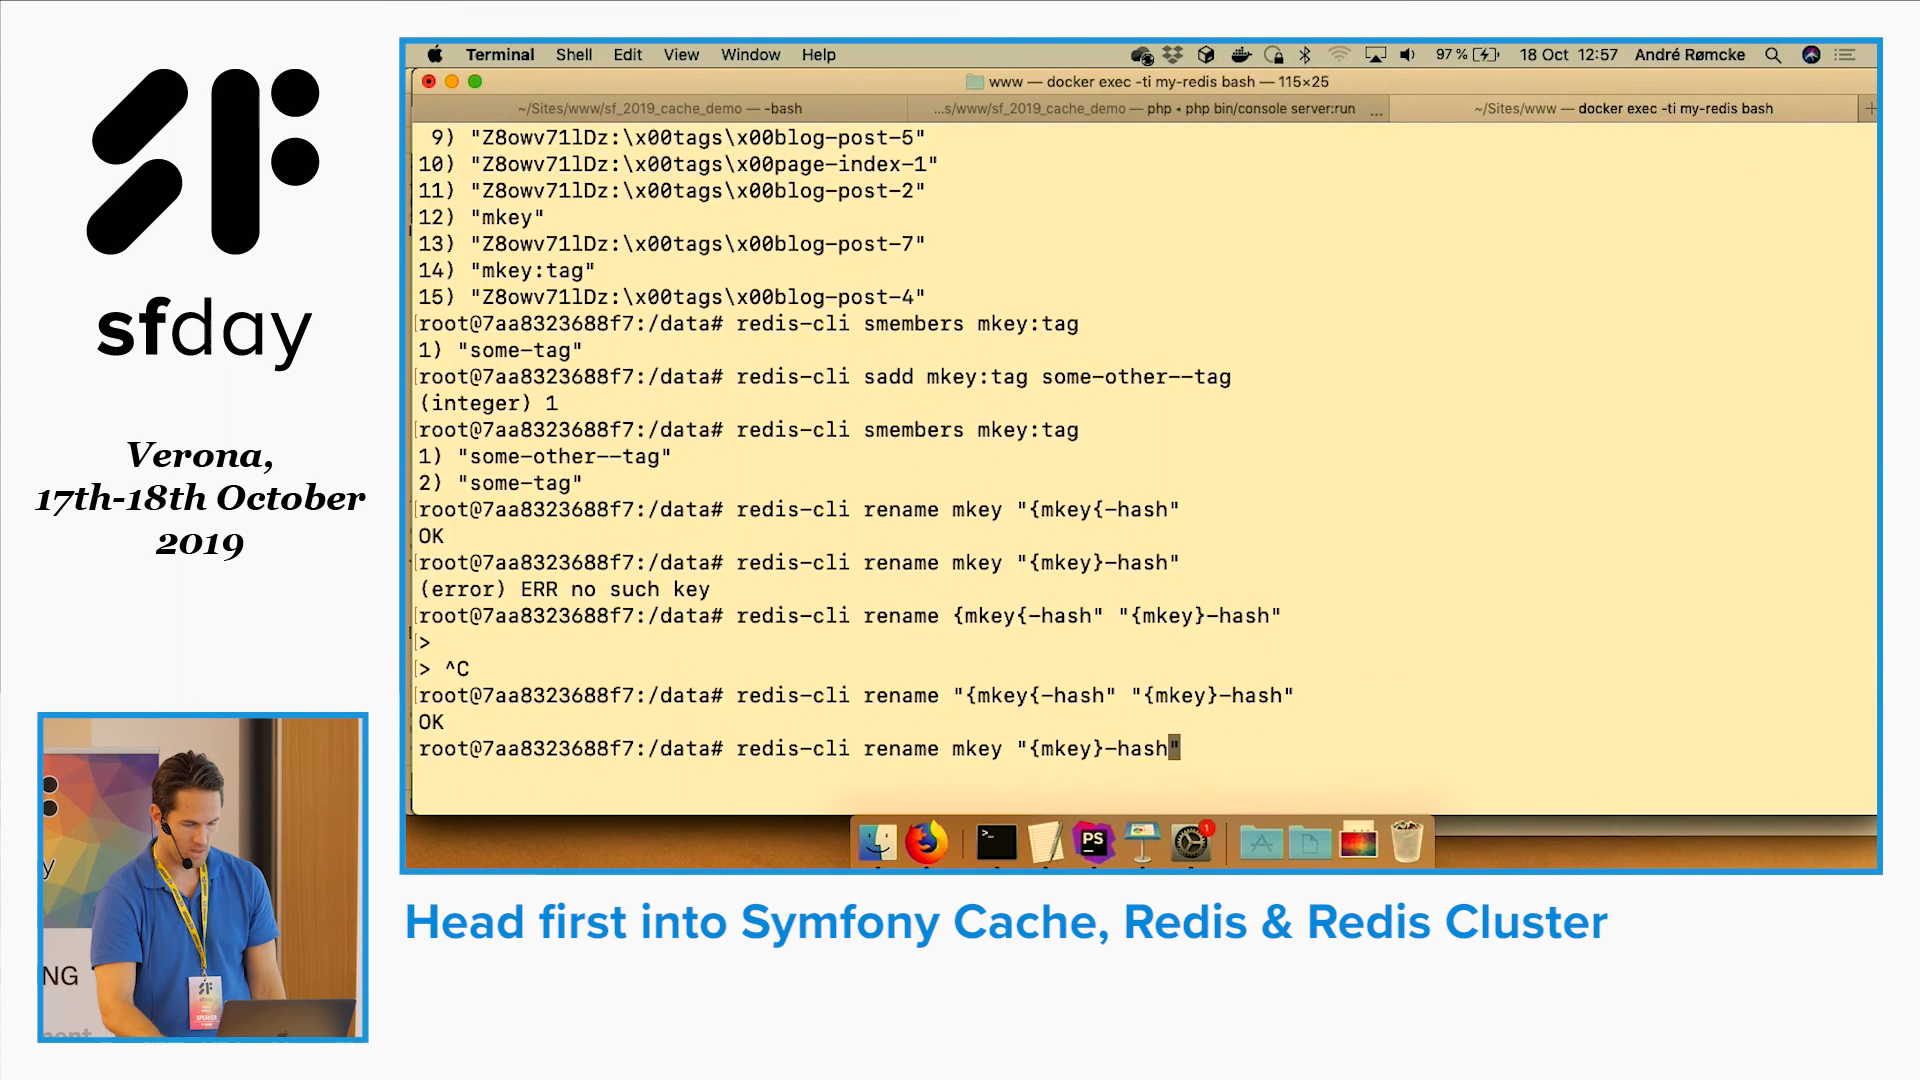 sfday
Verona,
17th-18th October
2019
Terminal Shell Edit View Window Help 97% 18 Oct 12:57 André Rømcke
www — docker exec -ti my-redis bash — 115×25
~/Sites/www/sf_2019_cache_demo — -bash
...s/www/sf_2019_cache_demo — php ◂ php bin/console server:run ...
~/Sites/www — docker exec -ti my-redis bash
9) "Z8owv71lDz:\x00tags\x00blog-post-5"
10) "Z8owv71lDz:\x00tags\x00page-index-1"
11) "Z8owv71lDz:\x00tags\x00blog-post-2"
12) "mkey"
13) "Z8owv71lDz:\x00tags\x00blog-post-7"
14) "mkey:tag"
15) "Z8owv71lDz:\x00tags\x00blog-post-4"
[root@7aa8323688f7:/data# redis-cli smembers mkey:tag
1) "some-tag"
[root@7aa8323688f7:/data# redis-cli sadd mkey:tag some-other--tag
(integer) 1
[root@7aa8323688f7:/data# redis-cli smembers mkey:tag
1) "some-other--tag"
2) "some-tag"
[root@7aa8323688f7:/data# redis-cli rename mkey "{mkey{-hash"
OK
[root@7aa8323688f7:/data# redis-cli rename mkey "{mkey}-hash"
(error) ERR no such key
[root@7aa8323688f7:/data# redis-cli rename {mkey{-hash" "{mkey}-hash"
[>
[> ^C
[root@7aa8323688f7:/data# redis-cli rename "{mkey{-hash" "{mkey}-hash"
OK
root@7aa8323688f7:/data# redis-cli rename mkey "{mkey}-hash"
PS
1
y
NG
SPEAKER
Head first into Symfony Cache, Redis & Redis Cluster